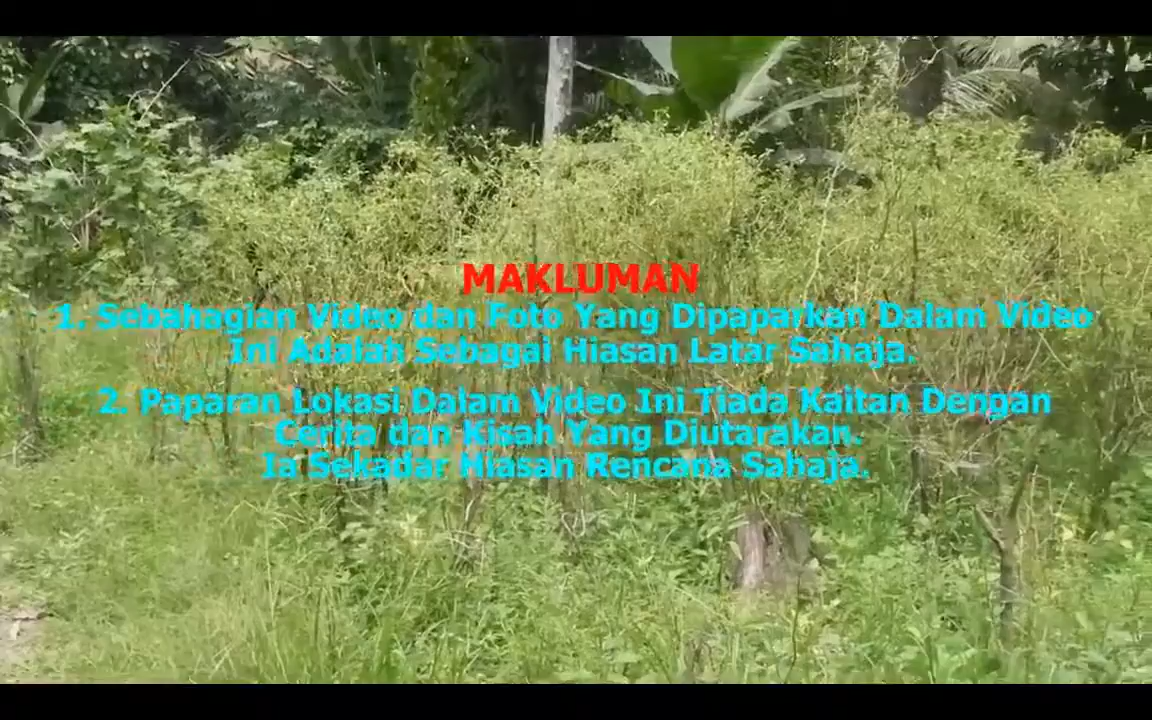 MAKLUMAN
1. Sebahagian Video dan Foto Yang Dipaparkan Dalam Video
Ini Adalah Sebagai Hiasan Latar Sahaja.
2. Paparan Lokasi Dalam Video Ini Tiada Kaitan Dengan
Cerita dan Kisah Yang Diutarakan.
Ia Sekadar Hiasan Rencana Sahaja.